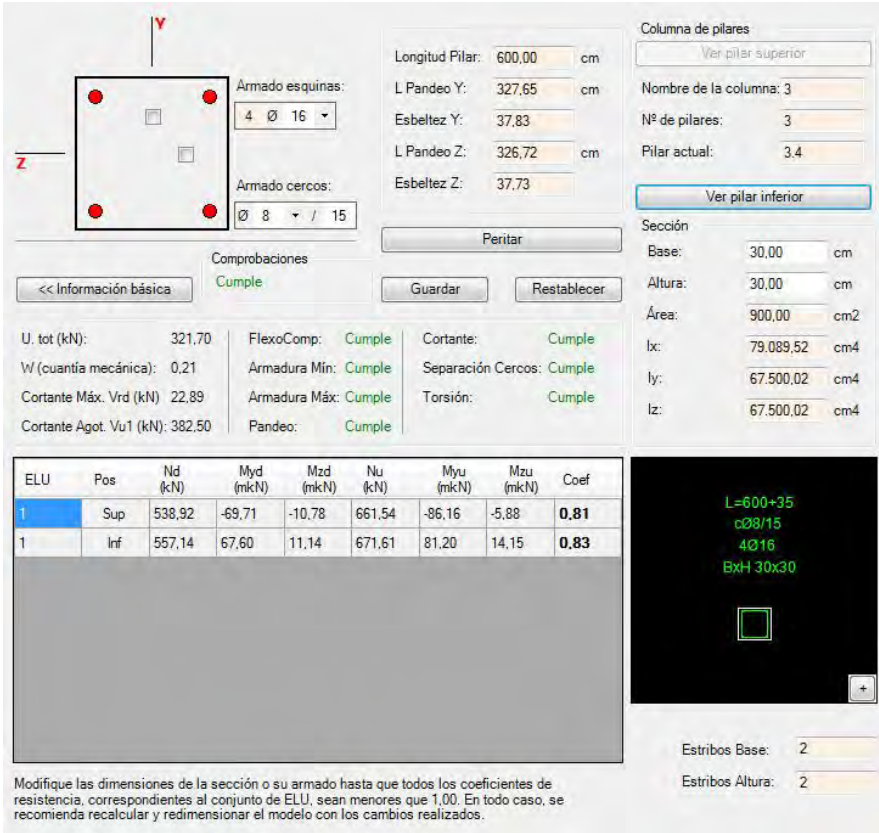 Y
Z
Armado esquinas:
4 Ø 16
Armado cercos:
Ø 8 / 15
Longitud Pilar: 600,00 cm
L Pandeo Y: 327,65 cm
Esbeltez Y: 37,83
L Pandeo Z: 326,72 cm
Esbeltez Z: 37,73
Peritar
Columna de pilares
Ver pilar superior
Nombre de la columna: 3
Nº de pilares: 3
Pilar actual: 3.4
Ver pilar inferior
<< Información básica
Comprobaciones
Cumple
Guardar
Restablecer
Sección
Base: 30,00 cm
Altura: 30,00 cm
Área: 900,00 cm2
Ix: 79.089,52 cm4
Iy: 67.500,02 cm4
Iz: 67.500,02 cm4
U. tot (kN): 321,70
W (cuantía mecánica): 0,21
Cortante Máx. Vrd (kN) 22,89
Cortante Agot. Vu1 (kN): 382,50
FlexoComp: Cumple
Armadura Mín: Cumple
Armadura Máx: Cumple
Pandeo: Cumple
Cortante: Cumple
Separación Cercos: Cumple
Torsión: Cumple
ELU Pos Nd (kN) Myd (mkN) Mzd (mkN) Nu (kN) Myu (mkN) Mzu (mkN) Coef
1 Sup 538,92 -69,71 -10,78 661,54 -86,16 -5,88 0,81
1 Inf 557,14 67,60 11,14 671,61 81,20 14,15 0,83
L=600+35
cØ8/15
4Ø16
BxH 30x30
+
Estribos Base: 2
Estribos Altura: 2
Modifique las dimensiones de la sección o su armado hasta que todos los coeficientes de
resistencia, correspondientes al conjunto de ELU, sean menores que 1,00. En todo caso, se
recomienda recalcular y redimensionar el modelo con los cambios realizados.